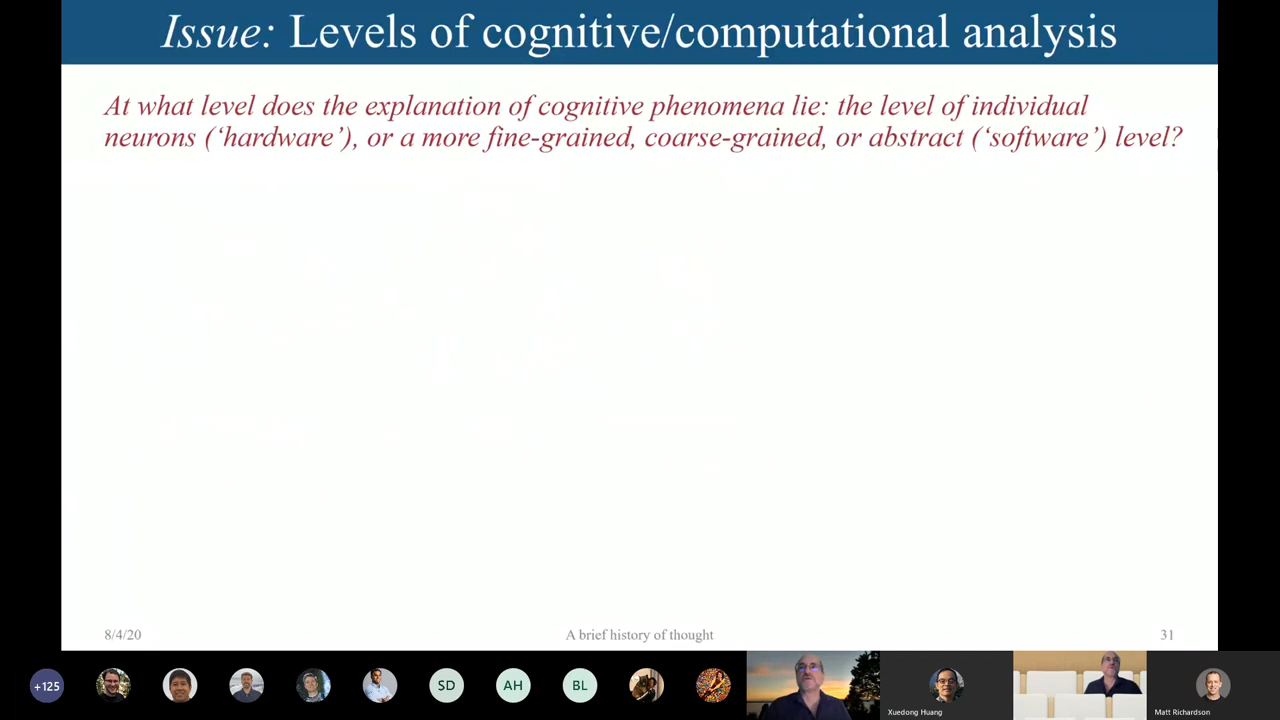 Issue: Levels of cognitive/computational analysis
At what level does the explanation of cognitive phenomena lie: the level of individual
neurons (‘hardware’), or a more fine-grained, coarse-grained, or abstract (‘software’) level?
8/4/20
A brief history of thought
31
+125
SD
AH
BL
Xuedong Huang
Matt Richardson